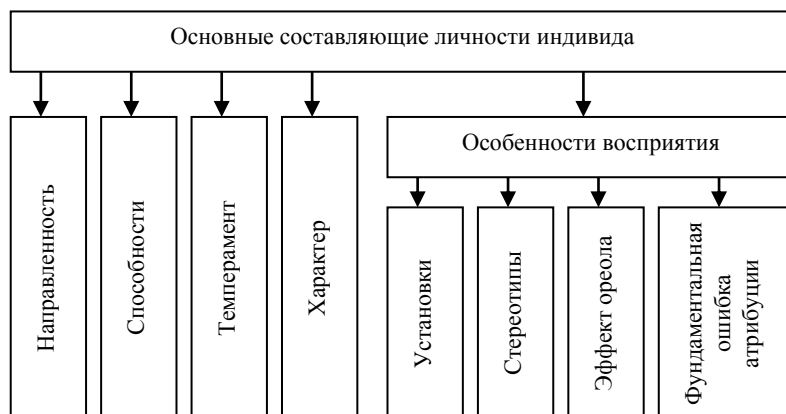 Основные составляющие личности индивида
Особенности восприятия
Направленность
Способности
Темперамент
Характер
Установки
Стереотипы
Эффект ореола
Фундаментальная
ошибка
атрибуции